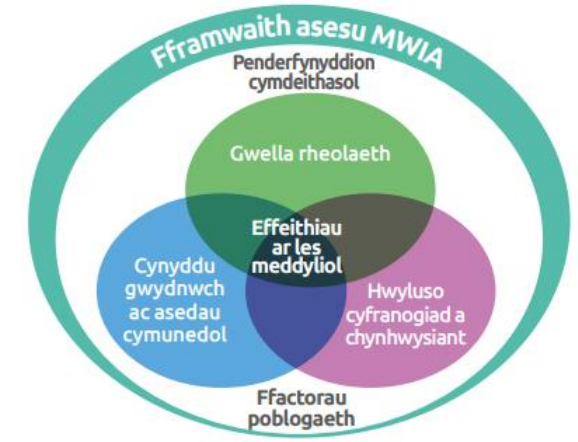 Fframwaith asesu MWIA
Penderfynyddion
cymdeithasol
Gwella rheolaeth
Effeithiau
ar les
meddyliol
Cynyddu
gwydnwch
ac asedau
cymunedol
Hwyluso
cyfranogiad a
chynhwysiant
Ffactorau
poblogaeth